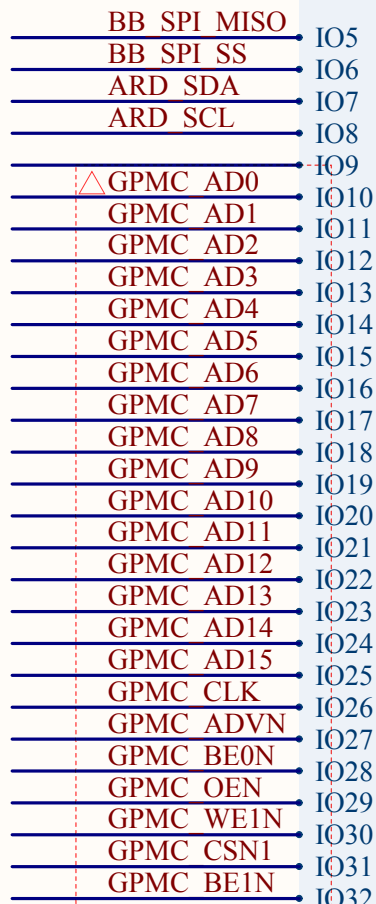 BB_SPI_MISO IO5
BB_SPI_SS IO6
ARD_SDA IO7
ARD_SCL IO8
IO9
GPMC_AD0 IO10
GPMC_AD1 IO11
GPMC_AD2 IO12
GPMC_AD3 IO13
GPMC_AD4 IO14
GPMC_AD5 IO15
GPMC_AD6 IO16
GPMC_AD7 IO17
GPMC_AD8 IO18
GPMC_AD9 IO19
GPMC_AD10 IO20
GPMC_AD11 IO21
GPMC_AD12 IO22
GPMC_AD13 IO23
GPMC_AD14 IO24
GPMC_AD15 IO25
GPMC_CLK IO26
GPMC_ADVN IO27
GPMC_BE0N IO28
GPMC_OEN IO29
GPMC_WE1N IO30
GPMC_CSN1 IO31
GPMC_BE1N IO32